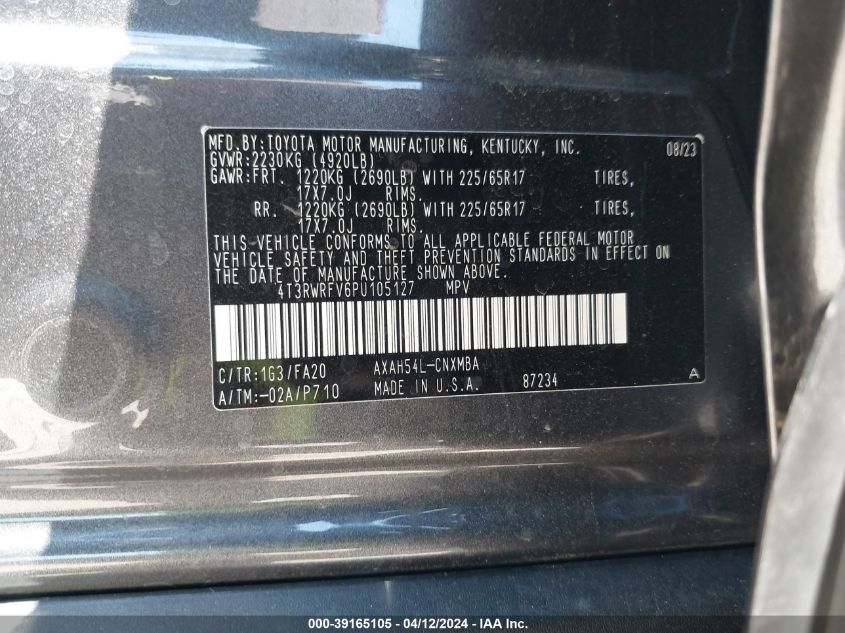 MFD.BY:TOYOTA MOTOR MANUFACTURING, KENTUCKY, INC. 08/23
GVWR:2230KG (4920LB)
GAWR:FRT. 1220KG (2690LB) WITH 225/65R17 TIRES,
17X7.0J RIMS.
RR. 1220KG (2690LB) WITH 225/65R17 TIRES,
17X7.0J RIMS.
THIS VEHICLE CONFORMS TO ALL APPLICABLE FEDERAL MOTOR
VEHICLE SAFETY AND THEFT PREVENTION STANDARDS IN EFFECT ON
THE DATE OF MANUFACTURE SHOWN ABOVE.
4T3RWRFV6PU105127 MPV
C/TR:1G3/FA20 AXAH54L-CNXMBA
A/TM:-02A/P710 MADE IN U.S.A. 87234 A
000-39165105 - 04/12/2024 - IAA Inc.